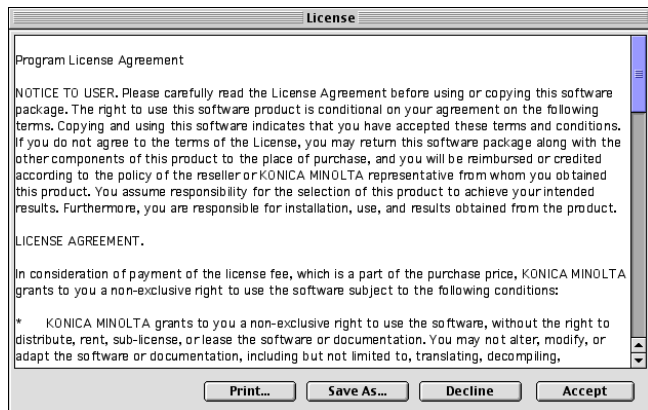 License
Program License Agreement
NOTICE TO USER. Please carefully read the License Agreement before using or copying this software
package. The right to use this software product is conditional on your agreement on the following
terms. Copying and using this software indicates that you have accepted these terms and conditions.
If you do not agree to the terms of the License, you may return this software package along with the
other components of this product to the place of purchase, and you will be reimbursed or credited
according to the policy of the reseller or KONICA MINOLTA representative from whom you obtained
this product. You assume responsibility for the selection of this product to achieve your intended
results. Furthermore, you are responsible for installation, use, and results obtained from the product.
LICENSE AGREEMENT.
In consideration of payment of the license fee, which is a part of the purchase price, KONICA MINOLTA
grants to you a non-exclusive right to use the software subject to the following conditions:
* KONICA MINOLTA grants to you a non-exclusive right to use the software, without the right to
distribute, rent, sub-license, or lease the software or documentation. You may not alter, modify, or
adapt the software or documentation, including but not limited to, translating, decompiling,
Print... Save As... Decline Accept